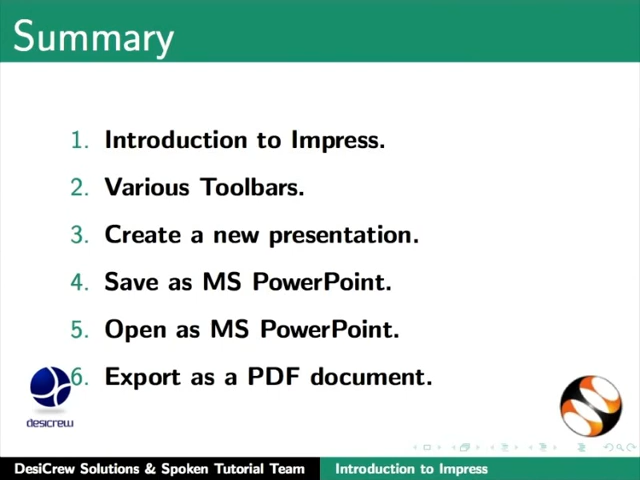 Summary
1. Introduction to Impress.
2. Various Toolbars.
3. Create a new presentation.
4. Save as MS PowerPoint.
5. Open as MS PowerPoint.
6. Export as a PDF document.
desicrew
DesiCrew Solutions & Spoken Tutorial Team Introduction to Impress